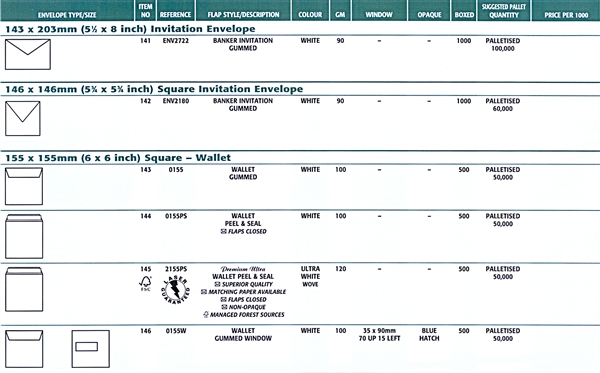 ENVELOPE TYPE/SIZE ITEM NO REFERENCE FLAP STYLE/DESCRIPTION COLOUR GM WINDOW OPAQUE BOXED SUGGESTED PALLET QUANTITY PRICE PER 1000
143 x 203mm (5½ x 8 inch) Invitation Envelope
141 ENV2722 BANKER INVITATION WHITE 90 – – 1000 PALLETISED
GUMMED 100,000
146 x 146mm (5¾ x 5¾ inch) Square Invitation Envelope
142 ENV2180 BANKER INVITATION WHITE 90 – – 1000 PALLETISED
GUMMED 60,000
155 x 155mm (6 x 6 inch) Square – Wallet
143 0155 WALLET WHITE 100 – – 500 PALLETISED
GUMMED 50,000
144 0155PS WALLET WHITE 100 – – 500 PALLETISED
PEEL & SEAL 50,000
FLAPS CLOSED
145 2155PS Premium Ultra ULTRA 120 – – 500 PALLETISED
WALLET PEEL & SEAL WHITE 50,000
SUPERIOR QUALITY WOVE
MATCHING PAPER AVAILABLE
FSC LASER GUARANTEED
FLAPS CLOSED
NON-OPAQUE
MANAGED FOREST SOURCES
146 0155W WALLET WHITE 100 35 x 90mm BLUE 500 PALLETISED
GUMMED WINDOW 70 UP 15 LEFT HATCH 50,000